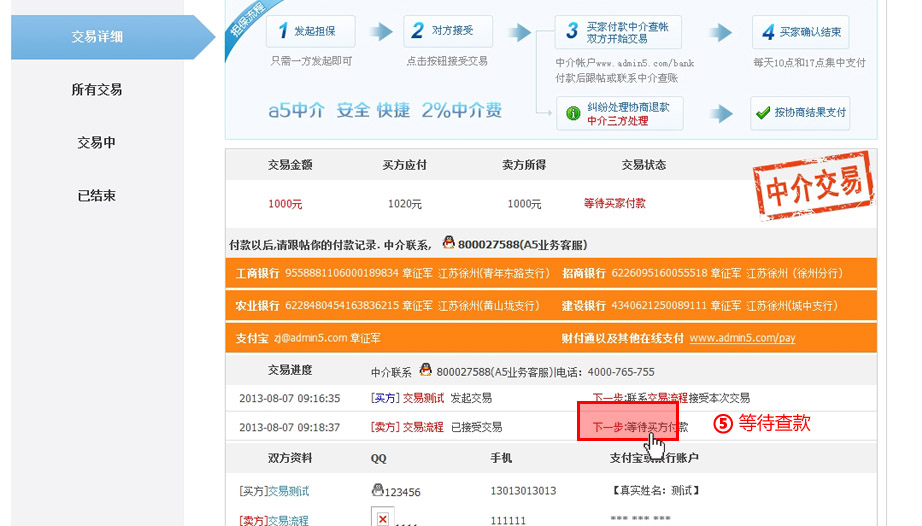 交易详细
所有交易
交易中
已结束
担保流程
1 发起担保
只需一方发起即可
2 对方接受
点击按钮接受交易
3 买家付款中介查帐
双方开始交易
中介帐户www.admin5.com/bank
付款后跟帖或联系中介查账
4 买家确认结束
每天10点和17点集中支付
a5中介 安全 快捷 2%中介费
纠纷处理协商退款
中介三方处理
按协商结果支付
交易金额 买方应付 卖方所得 交易状态
1000元 1020元 1000元 等待买家付款
中介交易
付款以后,请跟帖你的付款记录. 中介联系, 800027588(A5业务客服)
工商银行 9558881106000189834 章征军 江苏徐州(青年东路支行) 招商银行 6226095160055518 章征军 江苏徐州 (徐州分行)
农业银行 6228480454163836215 章征军 江苏徐州(黄山垅支行) 建设银行 4340621250089111 章征军 江苏徐州(城中支行)
支付宝 zj@admin5.com 章征军 财付通以及其他在线支付 www.admin5.com/pay
交易进度 中介联系 800027588(A5业务客服)|电话: 4000-765-755
2013-08-07 09:16:35 [买方] 交易测试 发起交易 下一步:联系交易流程接受本次交易
2013-08-07 09:18:37 [卖方] 交易流程 已接受交易 下一步:等待买方付款
⑤ 等待查款
双方资料 QQ 手机 支付宝或银行账户
[买方]交易测试 123456 13013013013 【真实姓名: 测试】
[卖方]交易流程 1111 111111 *** *** ***